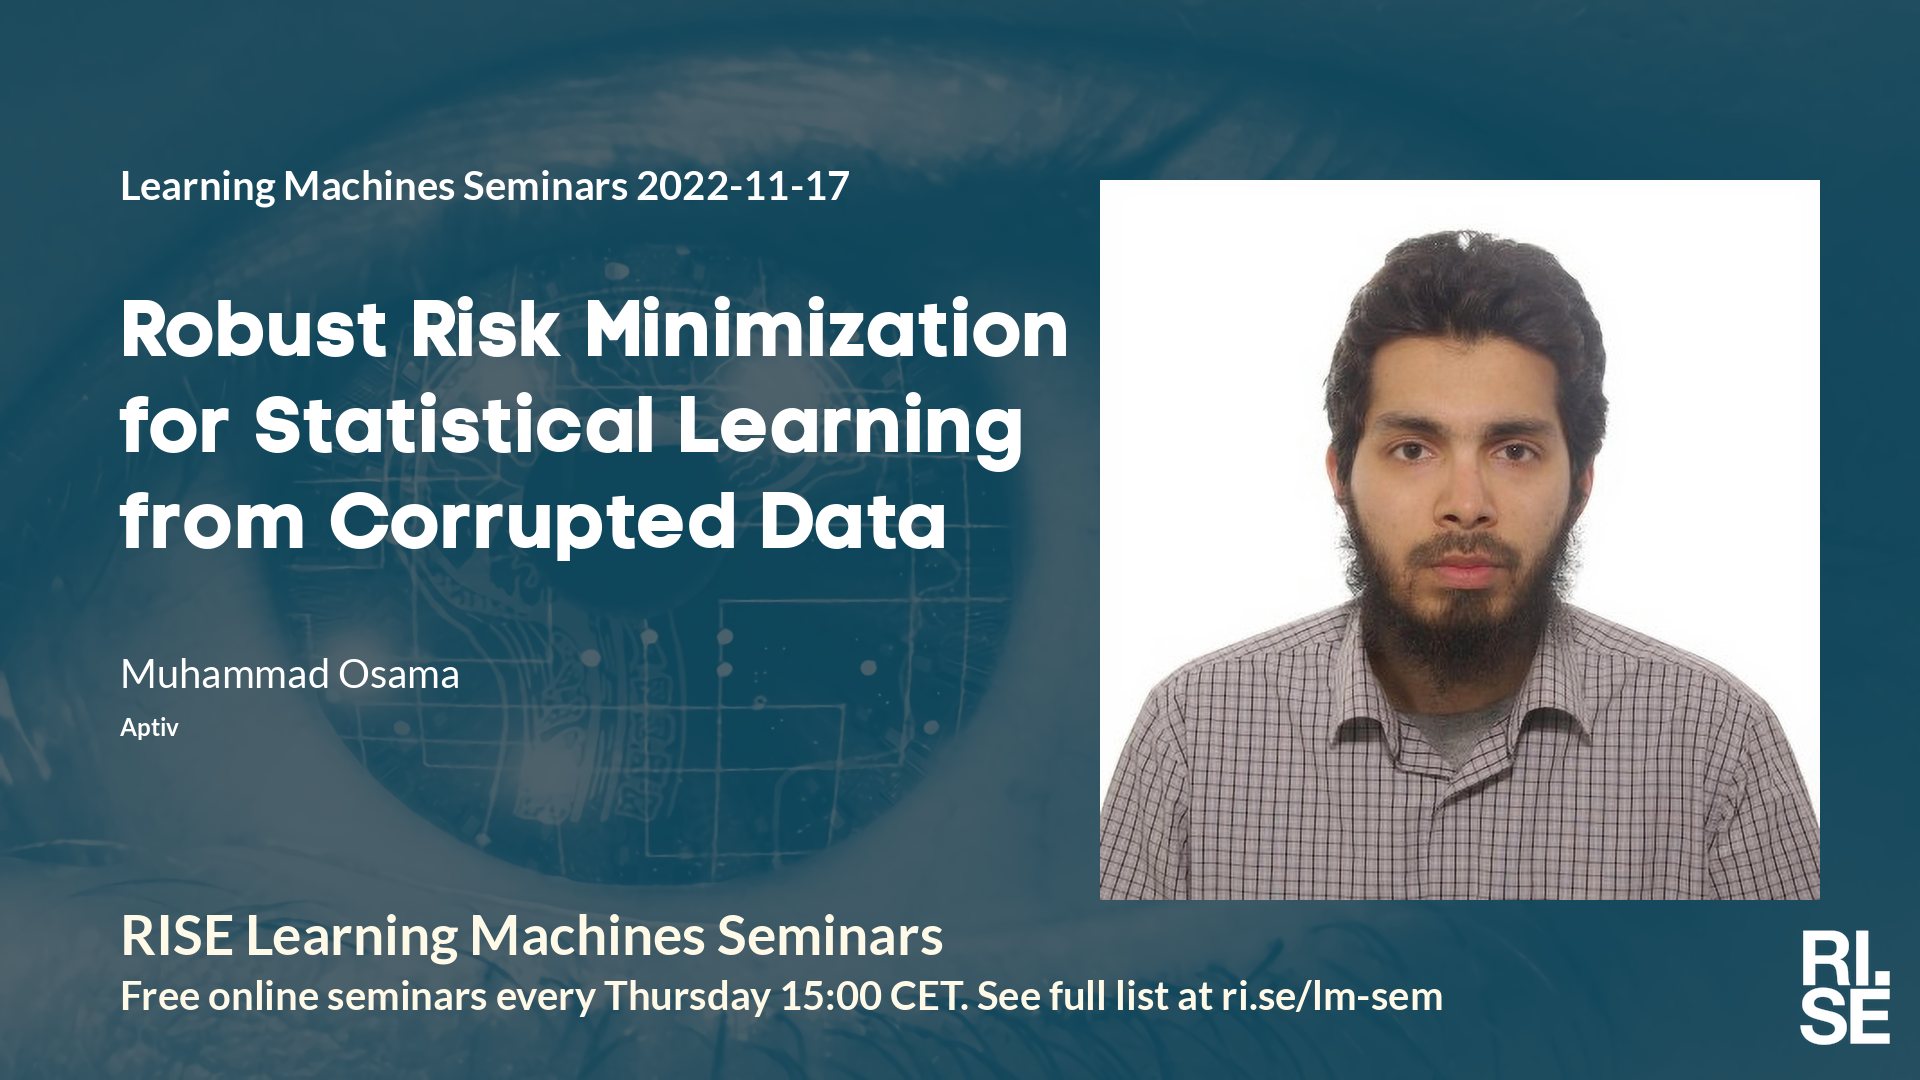 Learning Machines Seminars 2022-11-17
Robust Risk Minimization
for Statistical Learning
from Corrupted Data
Muhammad Osama
Aptiv
RISE Learning Machines Seminars
Free online seminars every Thursday 15:00 CET. See full list at ri.se/lm-sem
RI.
SE